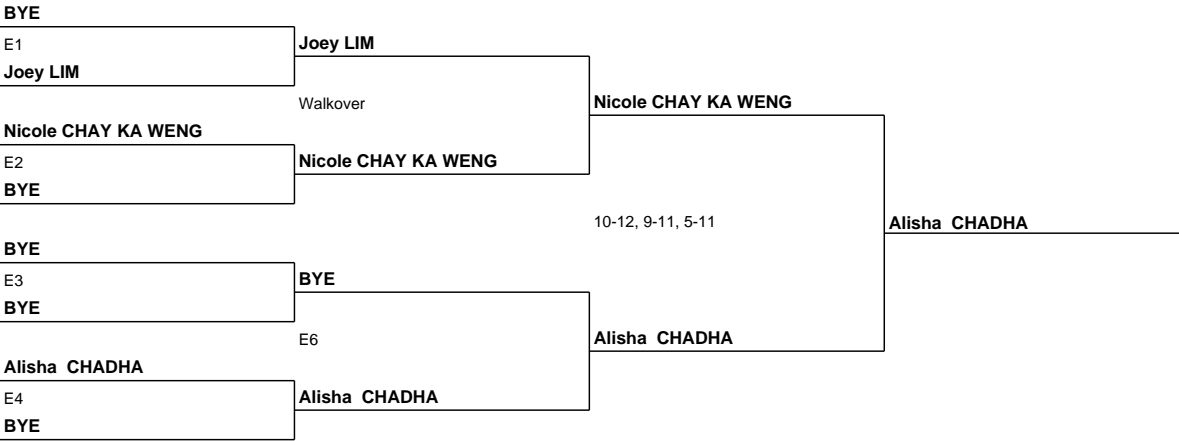 BYE
E1
Joey LIM
Joey LIM
Walkover
Nicole CHAY KA WENG
Nicole CHAY KA WENG
E2
Nicole CHAY KA WENG
BYE
10-12, 9-11, 5-11
Alisha CHADHA
BYE
E3
BYE
BYE
E6
Alisha CHADHA
Alisha CHADHA
E4
Alisha CHADHA
BYE